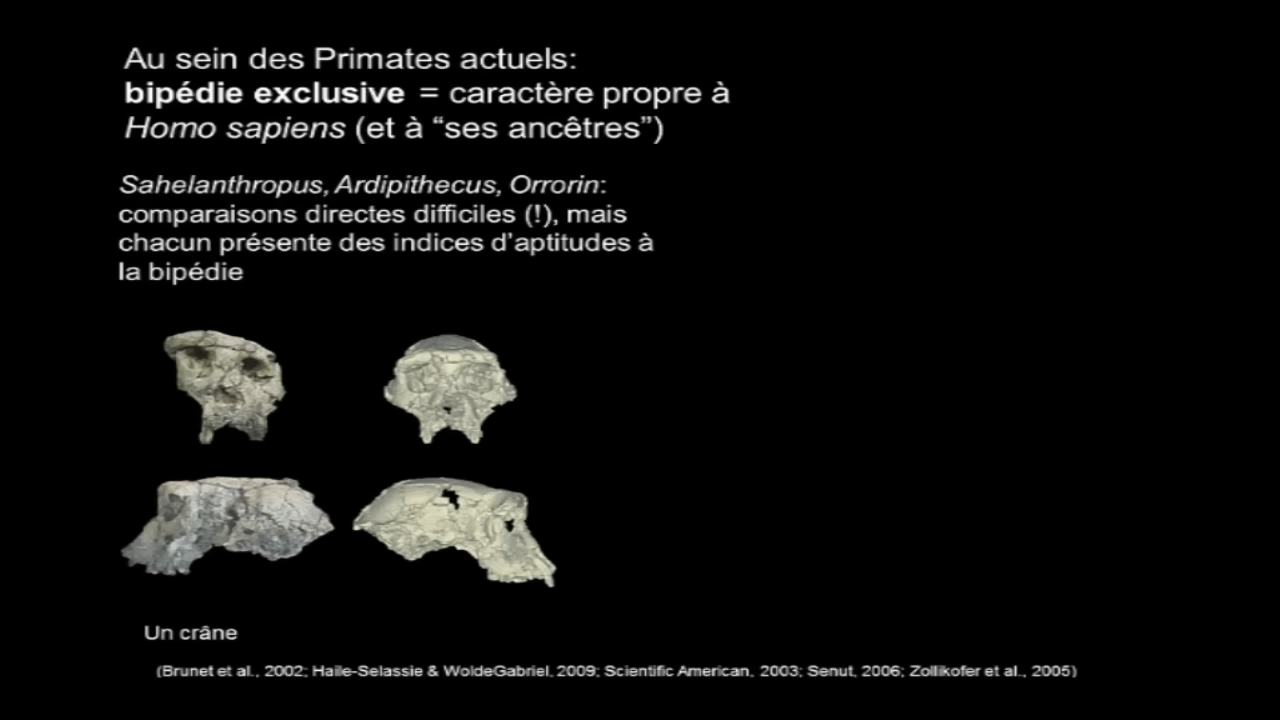 Au sein des Primates actuels:
bipédie exclusive = caractère propre à
Homo sapiens (et à “ses ancêtres”)
Sahelanthropus, Ardipithecus, Orrorin:
comparaisons directes difficiles (!), mais
chacun présente des indices d’aptitudes à
la bipédie
Un crâne
(Brunet et al., 2002; Haile-Selassie & WoldeGabriel, 2009; Scientific American, 2003; Senut, 2006; Zollikofer et al., 2005)